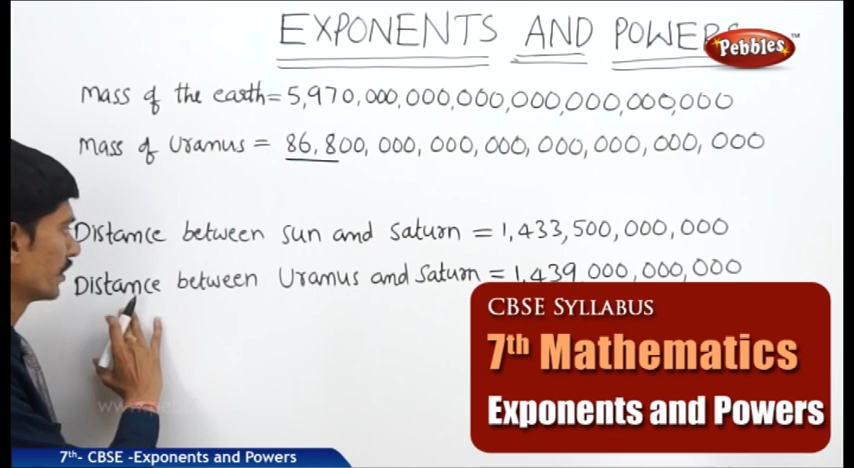 EXPONENTS AND POWERS
Pebbles™
Mass of the earth = 5,970,000,000,000,000,000,000,000
Mass of Uranus = 86,800,000,000,000,000,000,000,000
Distance between sun and Saturn = 1,433,500,000,000
Distance between Uranus and Saturn = 1,439,000,000,000
CBSE SYLLABUS
7th Mathematics
Exponents and Powers
7th- CBSE -Exponents and Powers